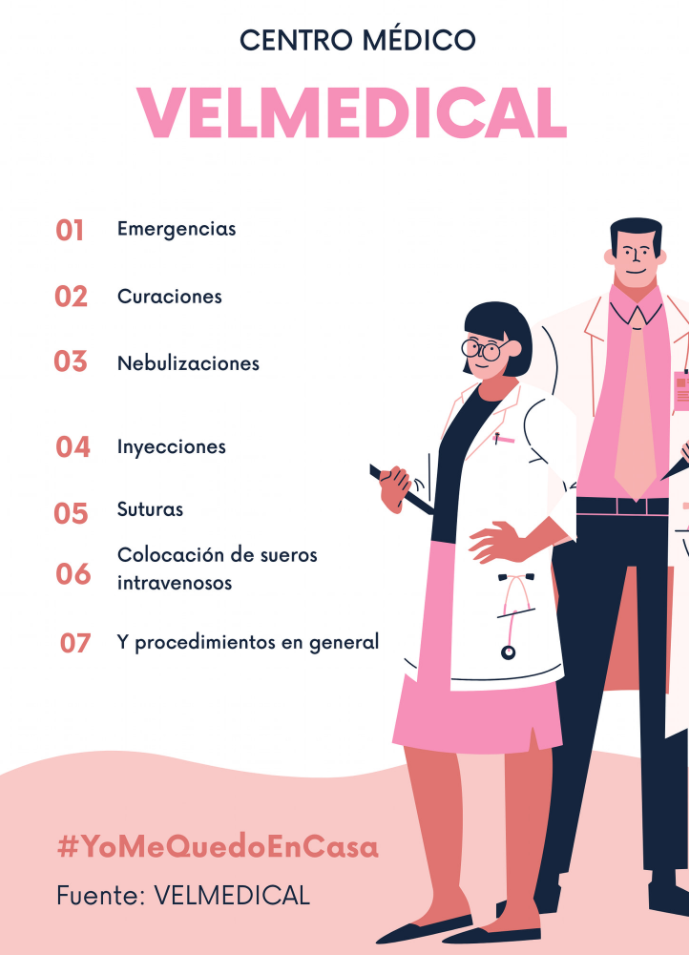 CENTRO MÉDICO
VELMEDICAL
01 Emergencias
02 Curaciones
03 Nebulizaciones
04 Inyecciones
05 Suturas
06 Colocación de sueros
intravenosos
07 Y procedimientos en general
#YoMeQuedoEnCasa
Fuente: VELMEDICAL